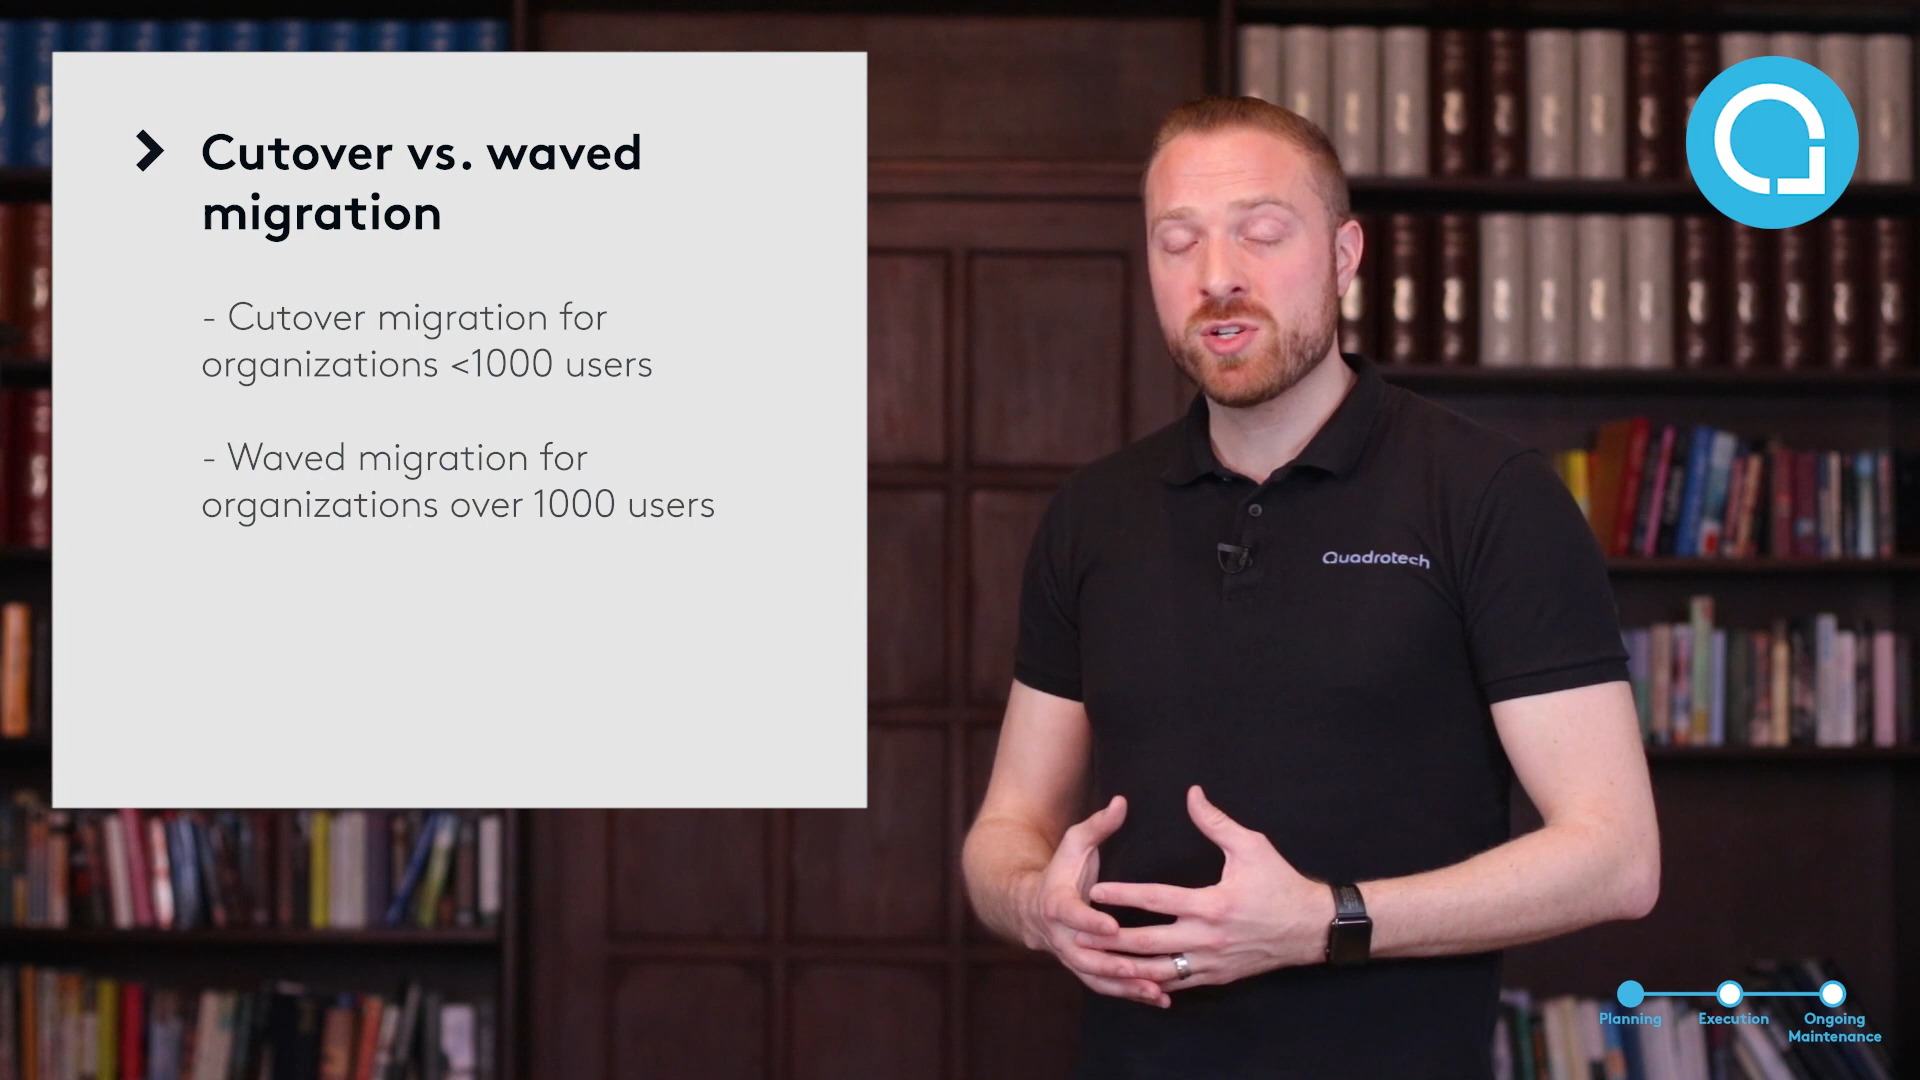 Cutover vs. waved
migration
- Cutover migration for
organizations <1000 users
- Waved migration for
organizations over 1000 users
Quadrotech
Planning
Execution
Ongoing
Maintenance